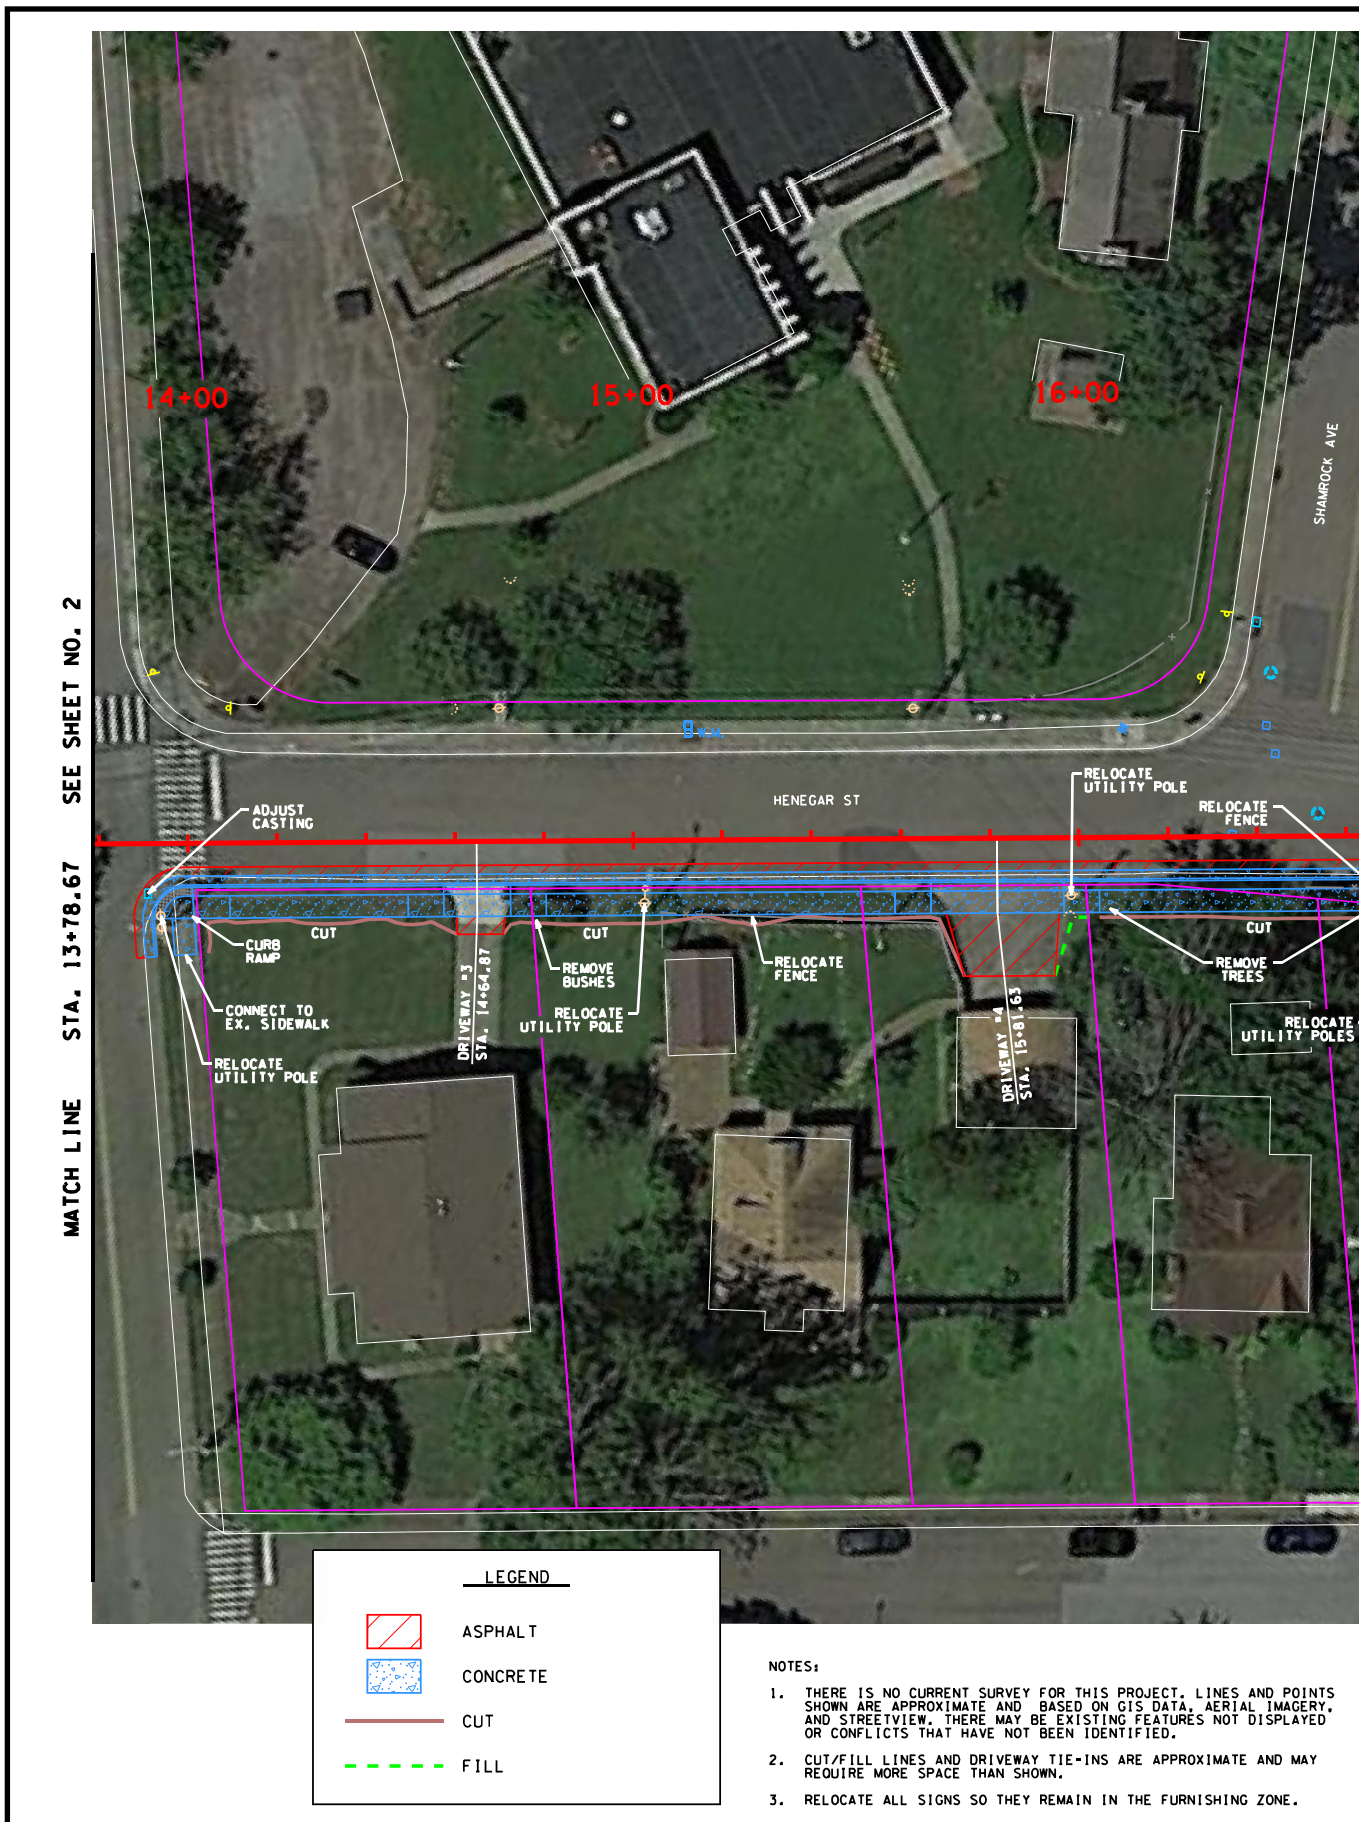 14+00
15+00
16+00
SHAMROCK AVE
MATCH LINE STA. 13+78.67 SEE SHEET NO. 2
W.M.
HENEGAR ST
RELOCATE
UTILITY POLE
RELOCATE
FENCE
ADJUST
CASTING
CUT
CURB
RAMP
CONNECT TO
EX. SIDEWALK
RELOCATE
UTILITY POLE
DRIVEWAY #3
STA. 14+64.87
CUT
REMOVE
BUSHES
RELOCATE
UTILITY POLE
RELOCATE
FENCE
DRIVEWAY #4
STA. 15+81.63
CUT
REMOVE
TREES
RELOCATE
UTILITY POLES
LEGEND
ASPHALT
CONCRETE
CUT
FILL
NOTES:
1. THERE IS NO CURRENT SURVEY FOR THIS PROJECT. LINES AND POINTS
SHOWN ARE APPROXIMATE AND BASED ON GIS DATA, AERIAL IMAGERY,
AND STREETVIEW. THERE MAY BE EXISTING FEATURES NOT DISPLAYED
OR CONFLICTS THAT HAVE NOT BEEN IDENTIFIED.
2. CUT/FILL LINES AND DRIVEWAY TIE-INS ARE APPROXIMATE AND MAY
REQUIRE MORE SPACE THAN SHOWN.
3. RELOCATE ALL SIGNS SO THEY REMAIN IN THE FURNISHING ZONE.